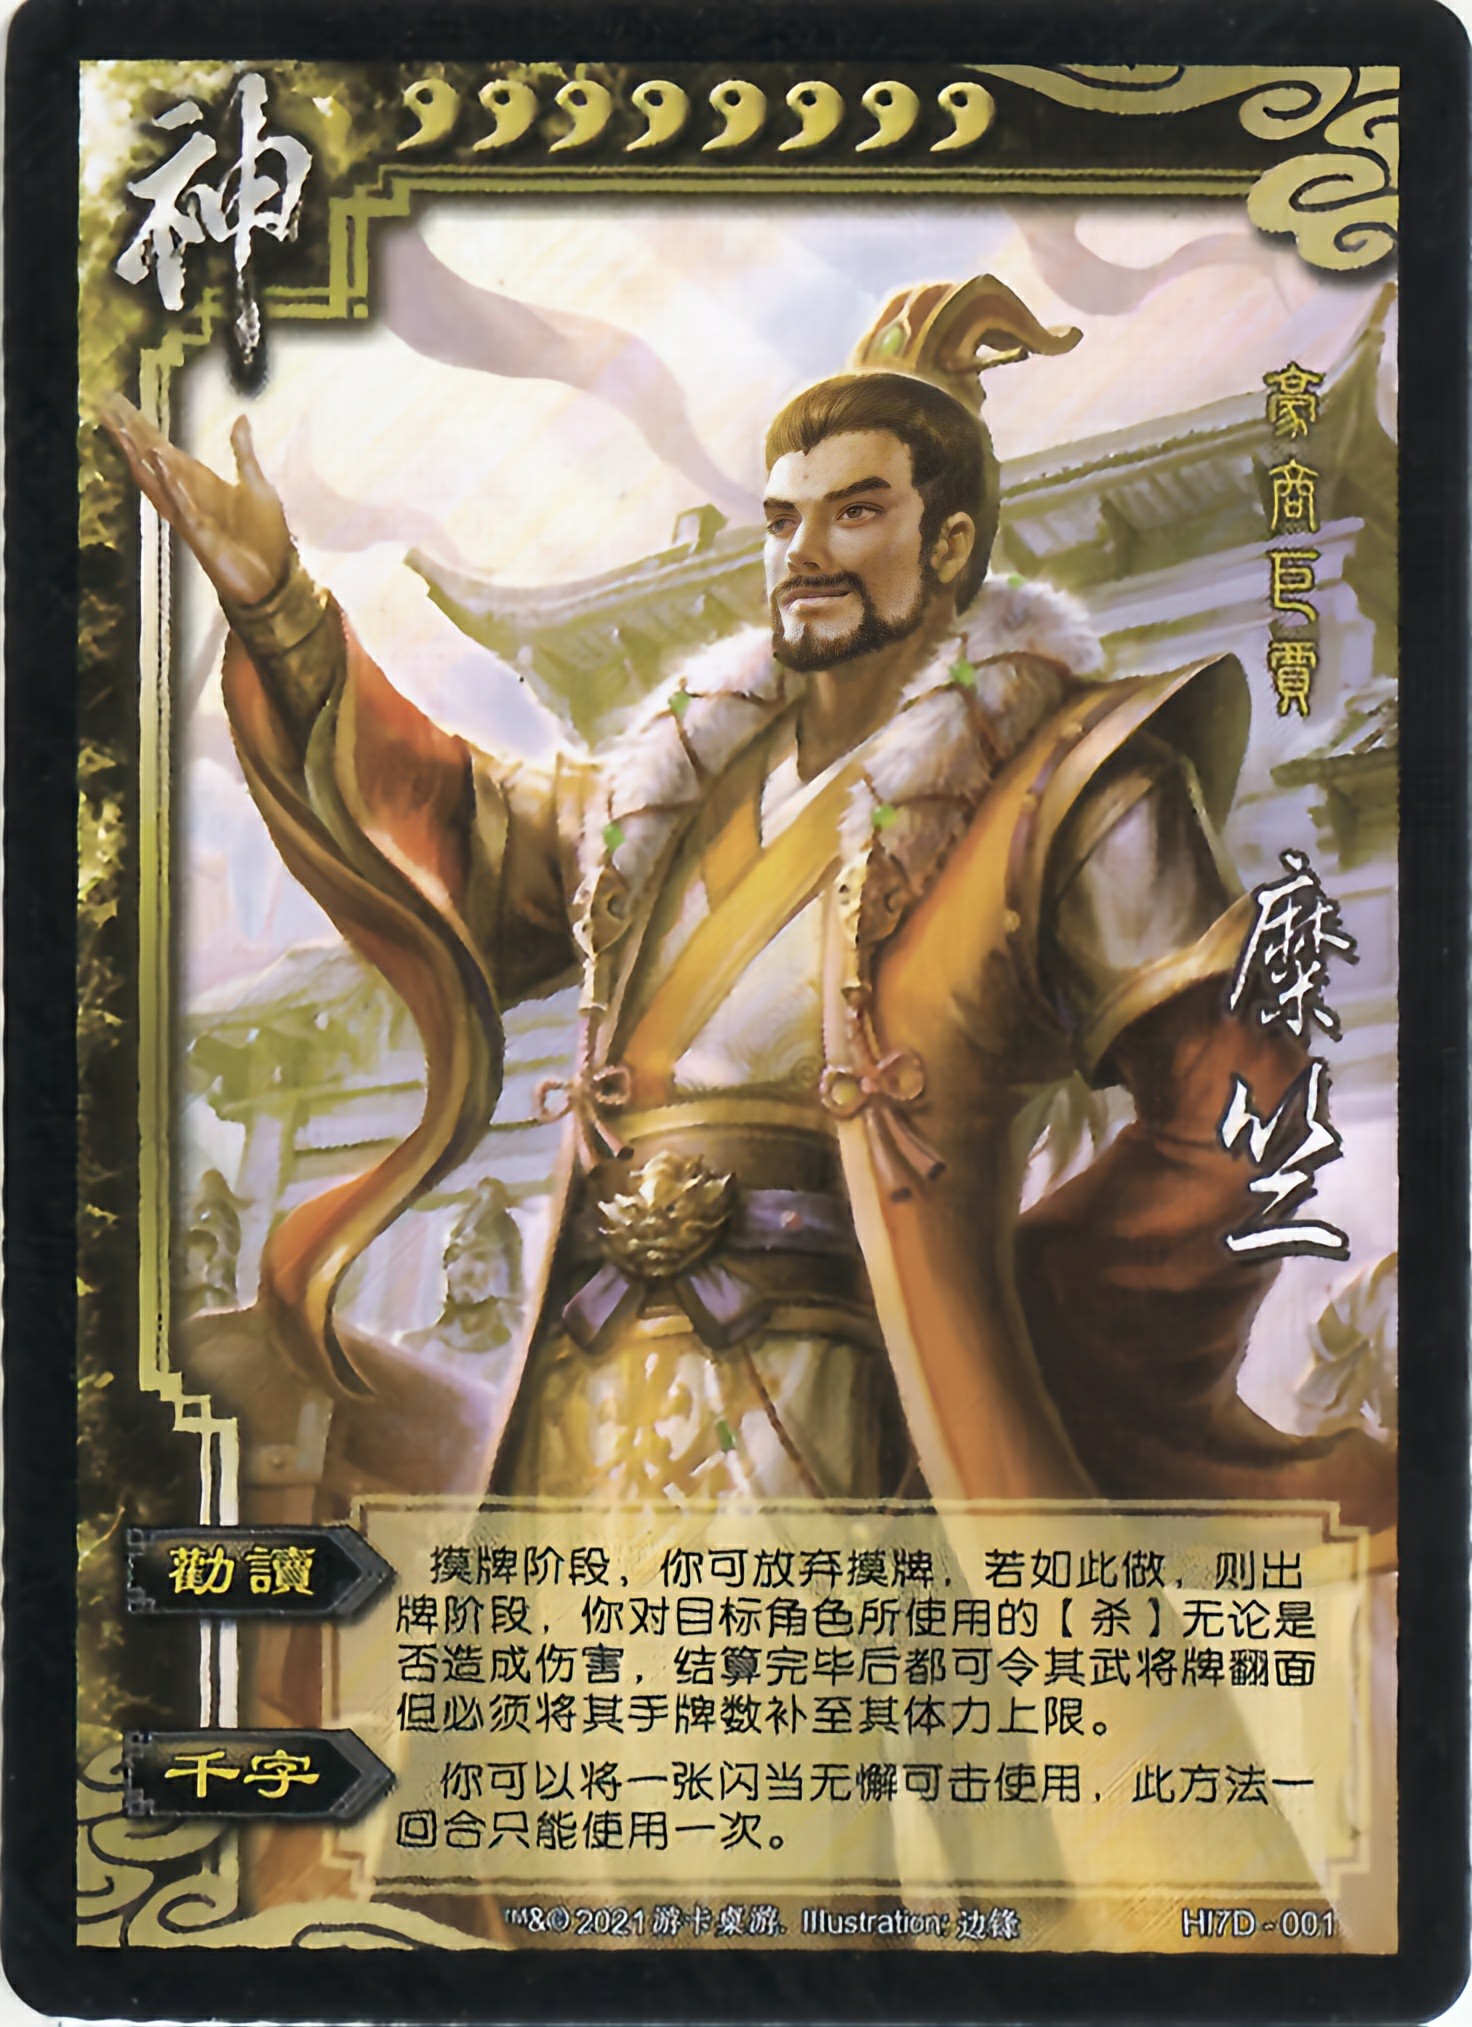 神
豪商巨賈
糜竺
勸讀
摸牌阶段，你可放弃摸牌，若如此做，则出
牌阶段，你对目标角色所使用的【杀】无论是
否造成伤害，结算完毕后都可令其武将牌翻面
但必须将其手牌数补至其体力上限。
千字
你可以将一张闪当无懈可击使用，此方法一
回合只能使用一次。
™&©2021游卡桌游. Illustration: 边锋
HI7D-001